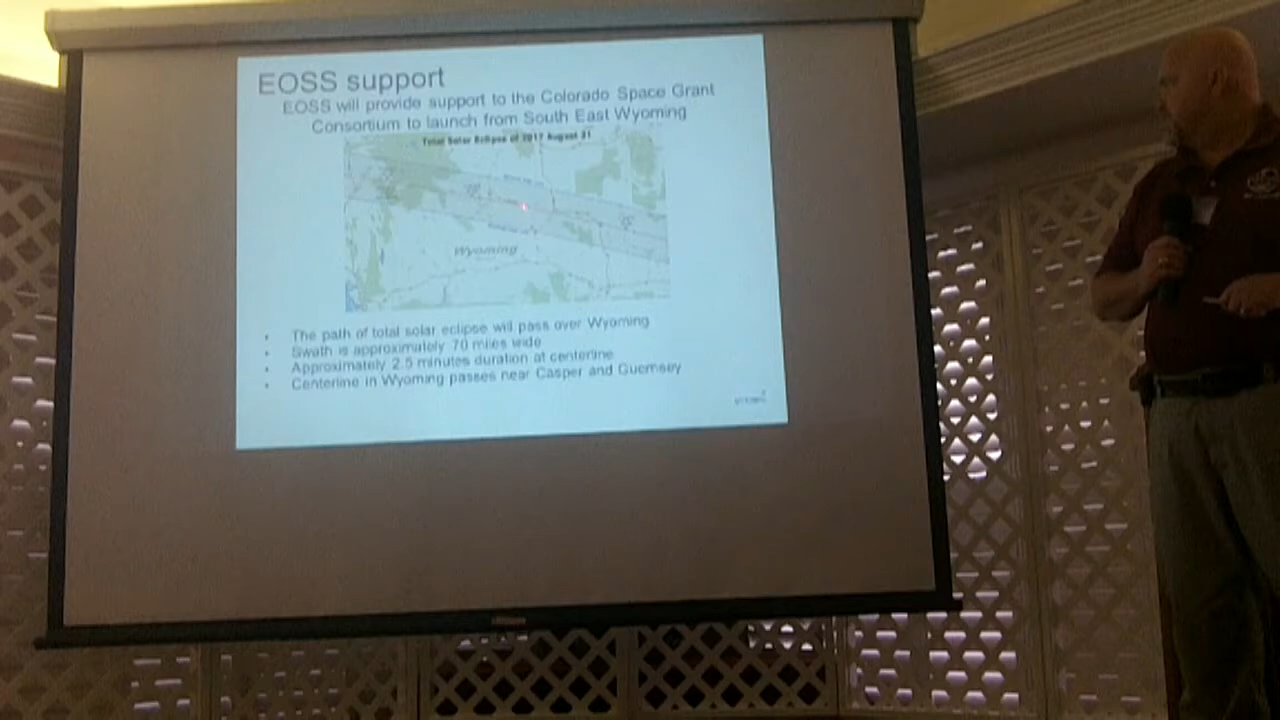 EOSS support
EOSS will provide support to the Colorado Space Grant
Consortium to launch from South East Wyoming
Total Solar Eclipse of 2017 August 21
Wyoming
• The path of total solar eclipse will pass over Wyoming
• Swath is approximately 70 miles wide
• Approximately 2.5 minutes duration at centerline
• Centerline in Wyoming passes near Casper and Guernsey